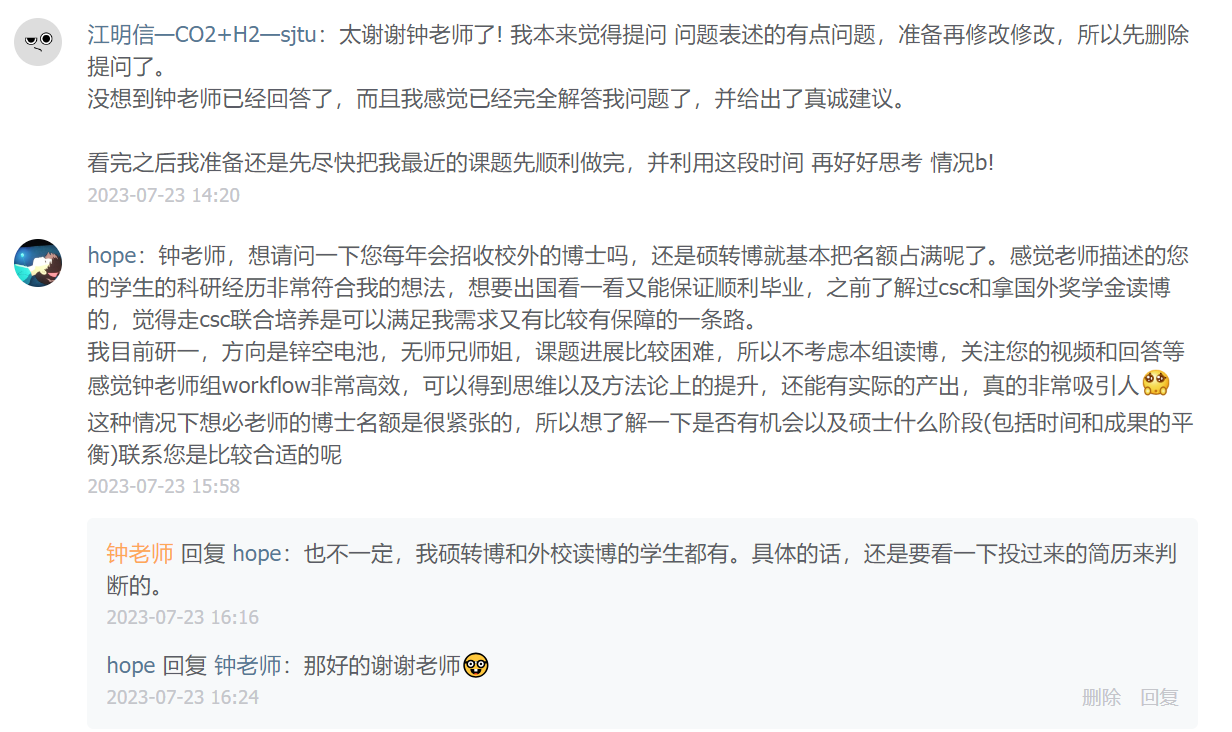 江明信—CO2+H2—sjtu：太谢谢钟老师了! 我本来觉得提问 问题表述的有点问题，准备再修改修改，所以先删除
提问了。
没想到钟老师已经回答了，而且我感觉已经完全解答我问题了，并给出了真诚建议。
看完之后我准备还是先尽快把我最近的课题先顺利做完，并利用这段时间 再好好思考 情况b!
2023-07-23 14:20
hope：钟老师，想请问一下您每年会招收校外的博士吗，还是硕转博就基本把名额占满呢了。感觉老师描述的您
的学生的科研经历非常符合我的想法，想要出国看一看又能保证顺利毕业，之前了解过csc和拿国外奖学金读博
的，觉得走csc联合培养是可以满足我需求又有比较有保障的一条路。
我目前研一，方向是锌空电池，无师兄师姐，课题进展比较困难，所以不考虑本组读博，关注您的视频和回答等
感觉钟老师组workflow非常高效，可以得到思维以及方法论上的提升，还能有实际的产出，真的非常吸引人
这种情况下想必老师的博士名额是很紧张的，所以想了解一下是否有机会以及硕士什么阶段(包括时间和成果的平
衡)联系您是比较合适的呢
2023-07-23 15:58
钟老师 回复 hope：也不一定，我硕转博和外校读博的学生都有。具体的话，还是要看一下投过来的简历来判
断的。
2023-07-23 16:16
hope 回复 钟老师：那好的谢谢老师
2023-07-23 16:24
删除 回复